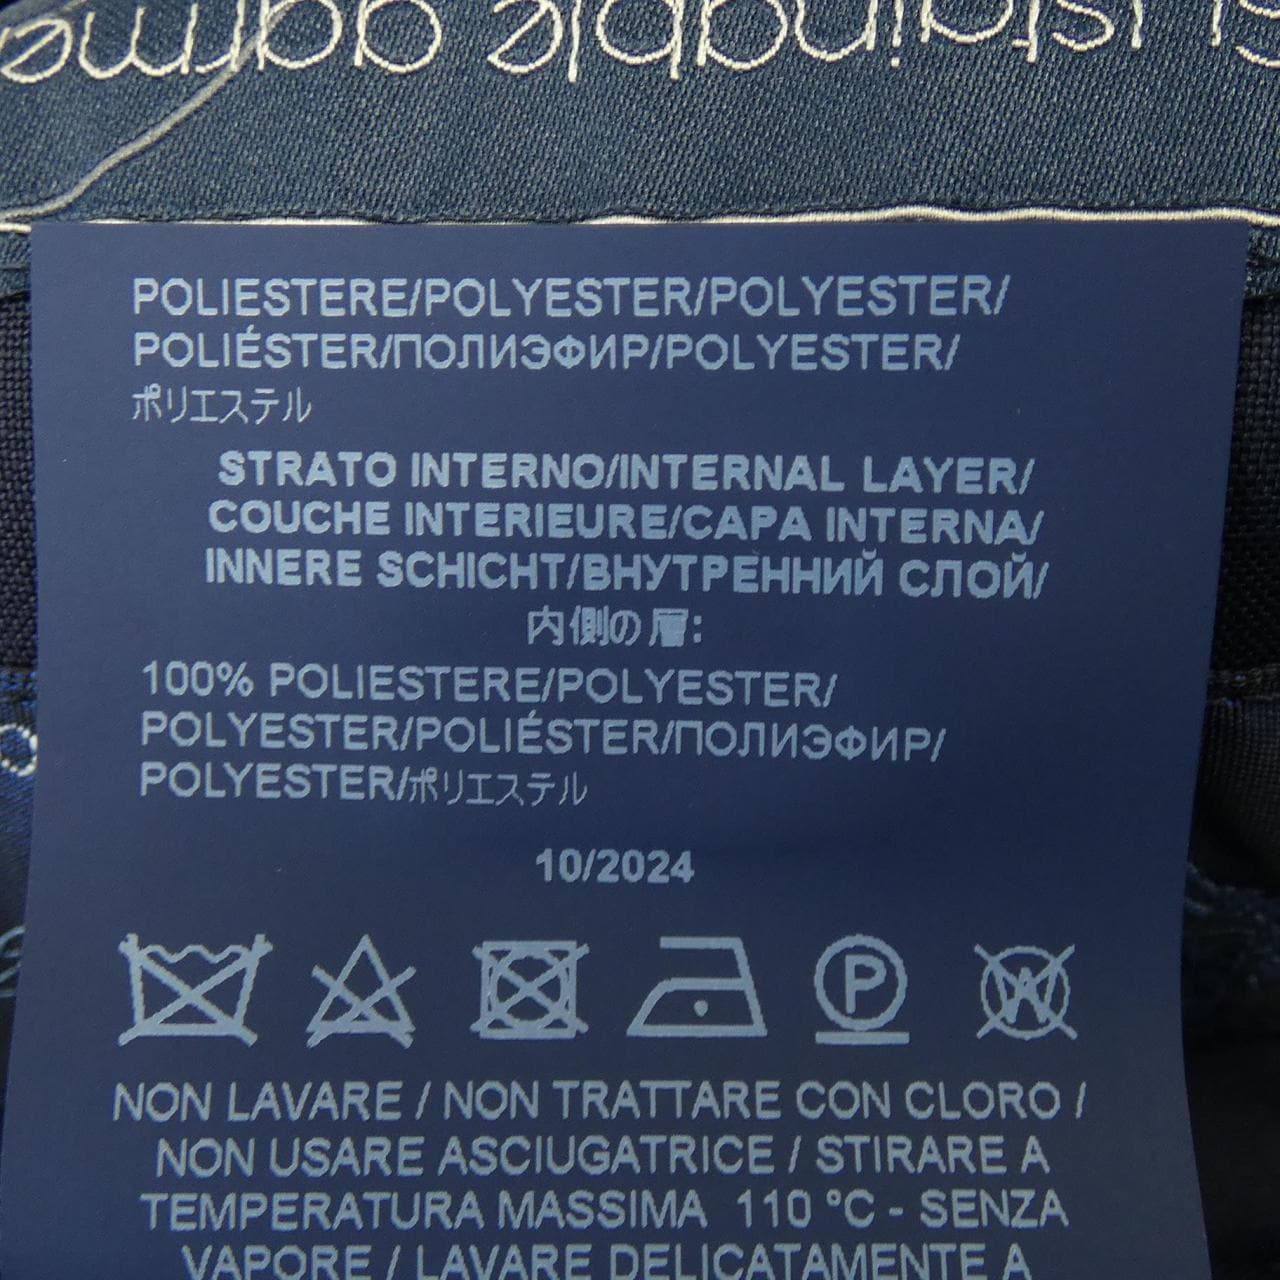 POLIESTERE/POLYESTER/POLYESTER/
POLIÉSTER/ПОЛИЭФИР/POLYESTER/
ポリエステル
STRATO INTERNO/INTERNAL LAYER/
COUCHE INTERIEURE/CAPA INTERNA/
INNERE SCHICHT/ВНУТРЕННИЙ СЛОЙ/
内側の層:
100% POLIESTERE/POLYESTER/
POLYESTER/POLIÉSTER/ПОЛИЭФИР/
POLYESTER/ポリエステル
10/2024
P
W
NON LAVARE / NON TRATTARE CON CLORO /
NON USARE ASCIUGATRICE / STIRARE A
TEMPERATURA MASSIMA 110 °C - SENZA
VAPORE / LAVARE DELICATAMENTE A